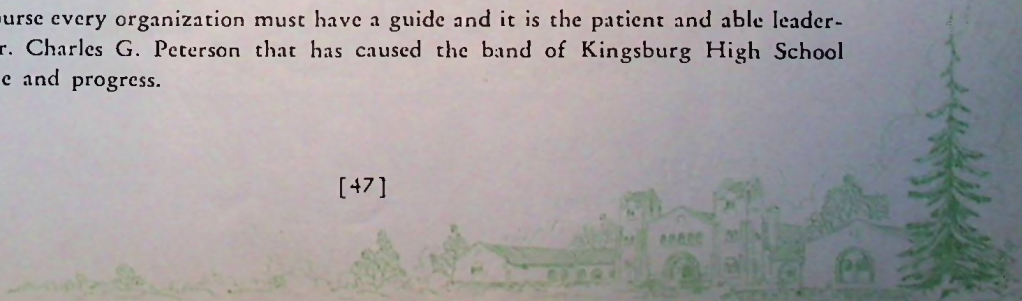 urse every organization must have a guide and it is the patient and able leader-
r. Charles G. Peterson that has caused the band of Kingsburg High School
e and progress.
[47]